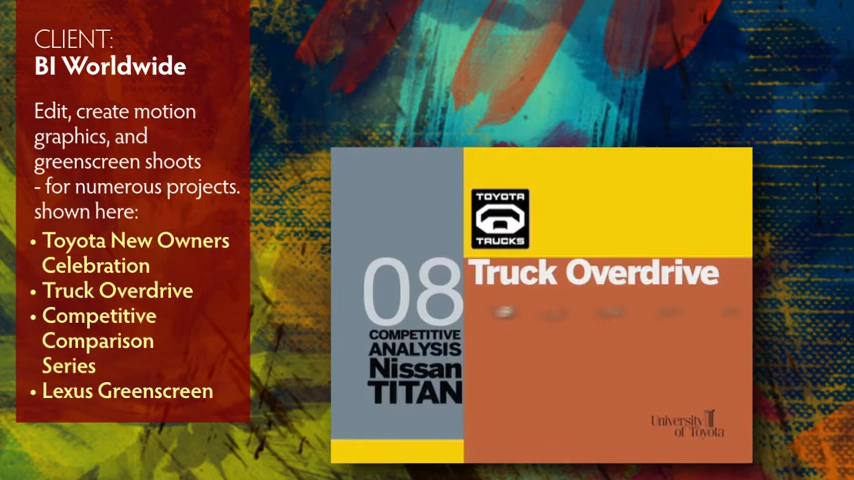 CLIENT:
BI Worldwide
Edit, create motion
graphics, and
greenscreen shoots
- for numerous projects.
shown here:
• Toyota New Owners
Celebration
• Truck Overdrive
• Competitive
Comparison
Series
• Lexus Greenscreen
TOYOTA
TRUCKS
Truck Overdrive
08
COMPETITIVE
ANALYSIS
Nissan
TITAN
University
of Toyota